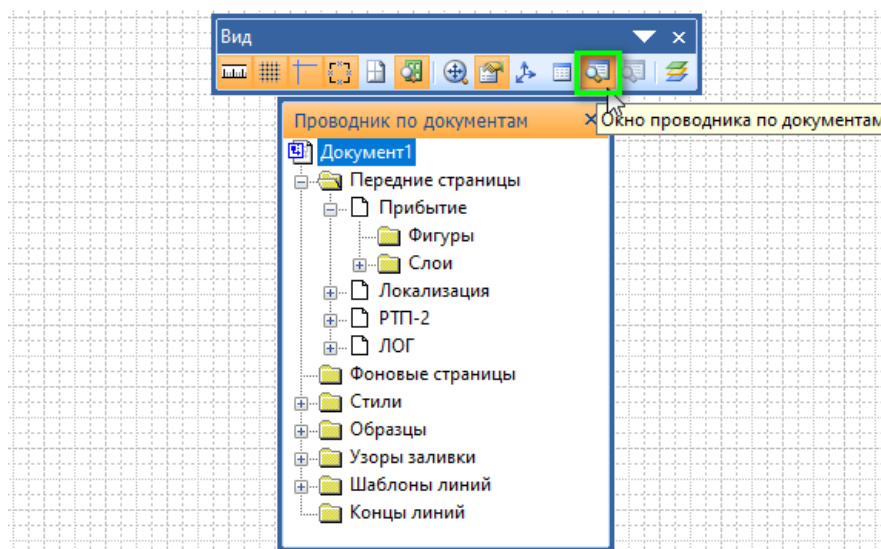 Вид
Окно проводника по документам
Проводник по документам
Документ1
Передние страницы
Прибытие
Фигуры
Слои
Локализация
РТП-2
ЛОГ
Фоновые страницы
Стили
Образцы
Узоры заливки
Шаблоны линий
Концы линий